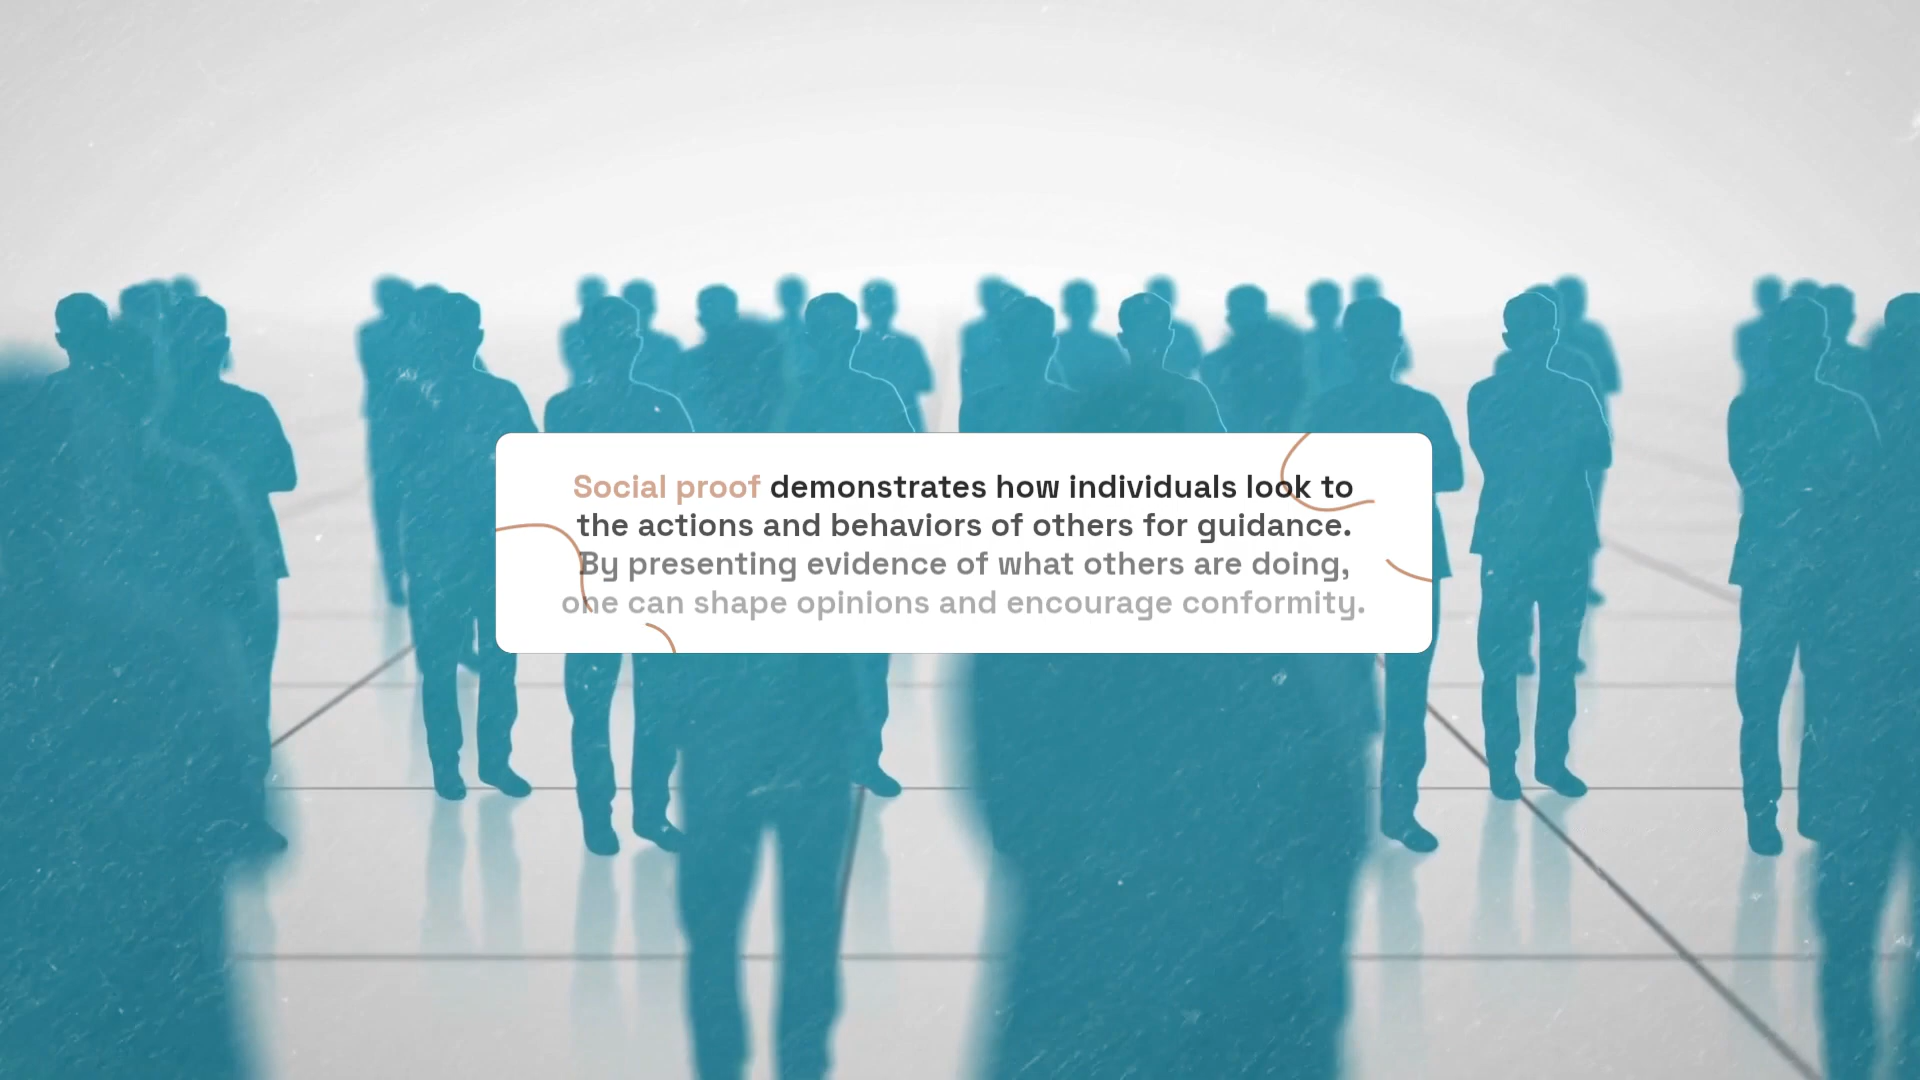 Social proof demonstrates how individuals look to
the actions and behaviors of others for guidance.
By presenting evidence of what others are doing,
one can shape opinions and encourage conformity.